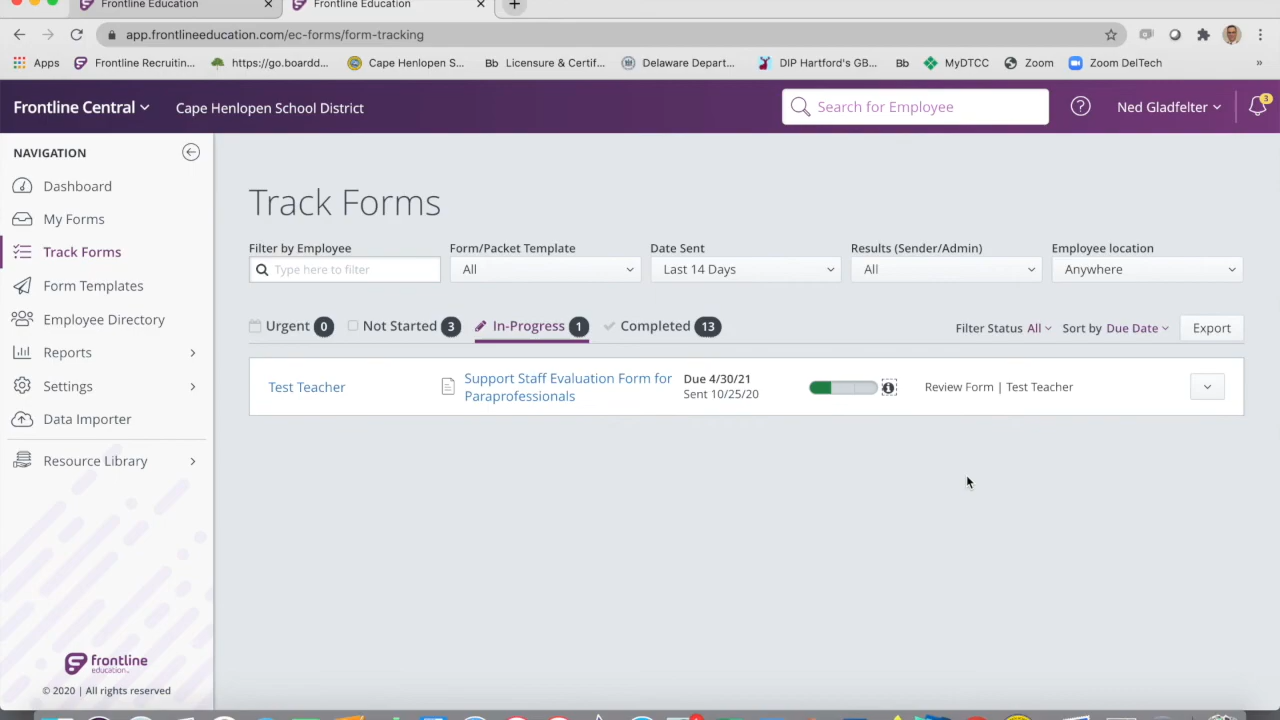 Frontline Education
Frontline Education
app.frontlineeducation.com/ec-forms/form-tracking
Apps
Frontline Recruitin...
https://go.boardd...
Cape Henlopen S...
Bb Licensure & Certif...
Delaware Depart...
DIP Hartford's GB...
Bb
MyDTCC
Zoom
Zoom DelTech
»
Frontline Central
Cape Henlopen School District
Search for Employee
Ned Gladfelter
3
NAVIGATION
Dashboard
My Forms
Track Forms
Form Templates
Employee Directory
Reports
Settings
Data Importer
Resource Library
frontline
education
© 2020 | All rights reserved
Track Forms
Filter by Employee
Type here to filter
Form/Packet Template
All
Date Sent
Last 14 Days
Results (Sender/Admin)
All
Employee location
Anywhere
Urgent 0
Not Started 3
In-Progress 1
Completed 13
Filter Status All
Sort by Due Date
Export
Test Teacher
Support Staff Evaluation Form for
Paraprofessionals
Due 4/30/21
Sent 10/25/20
Review Form | Test Teacher